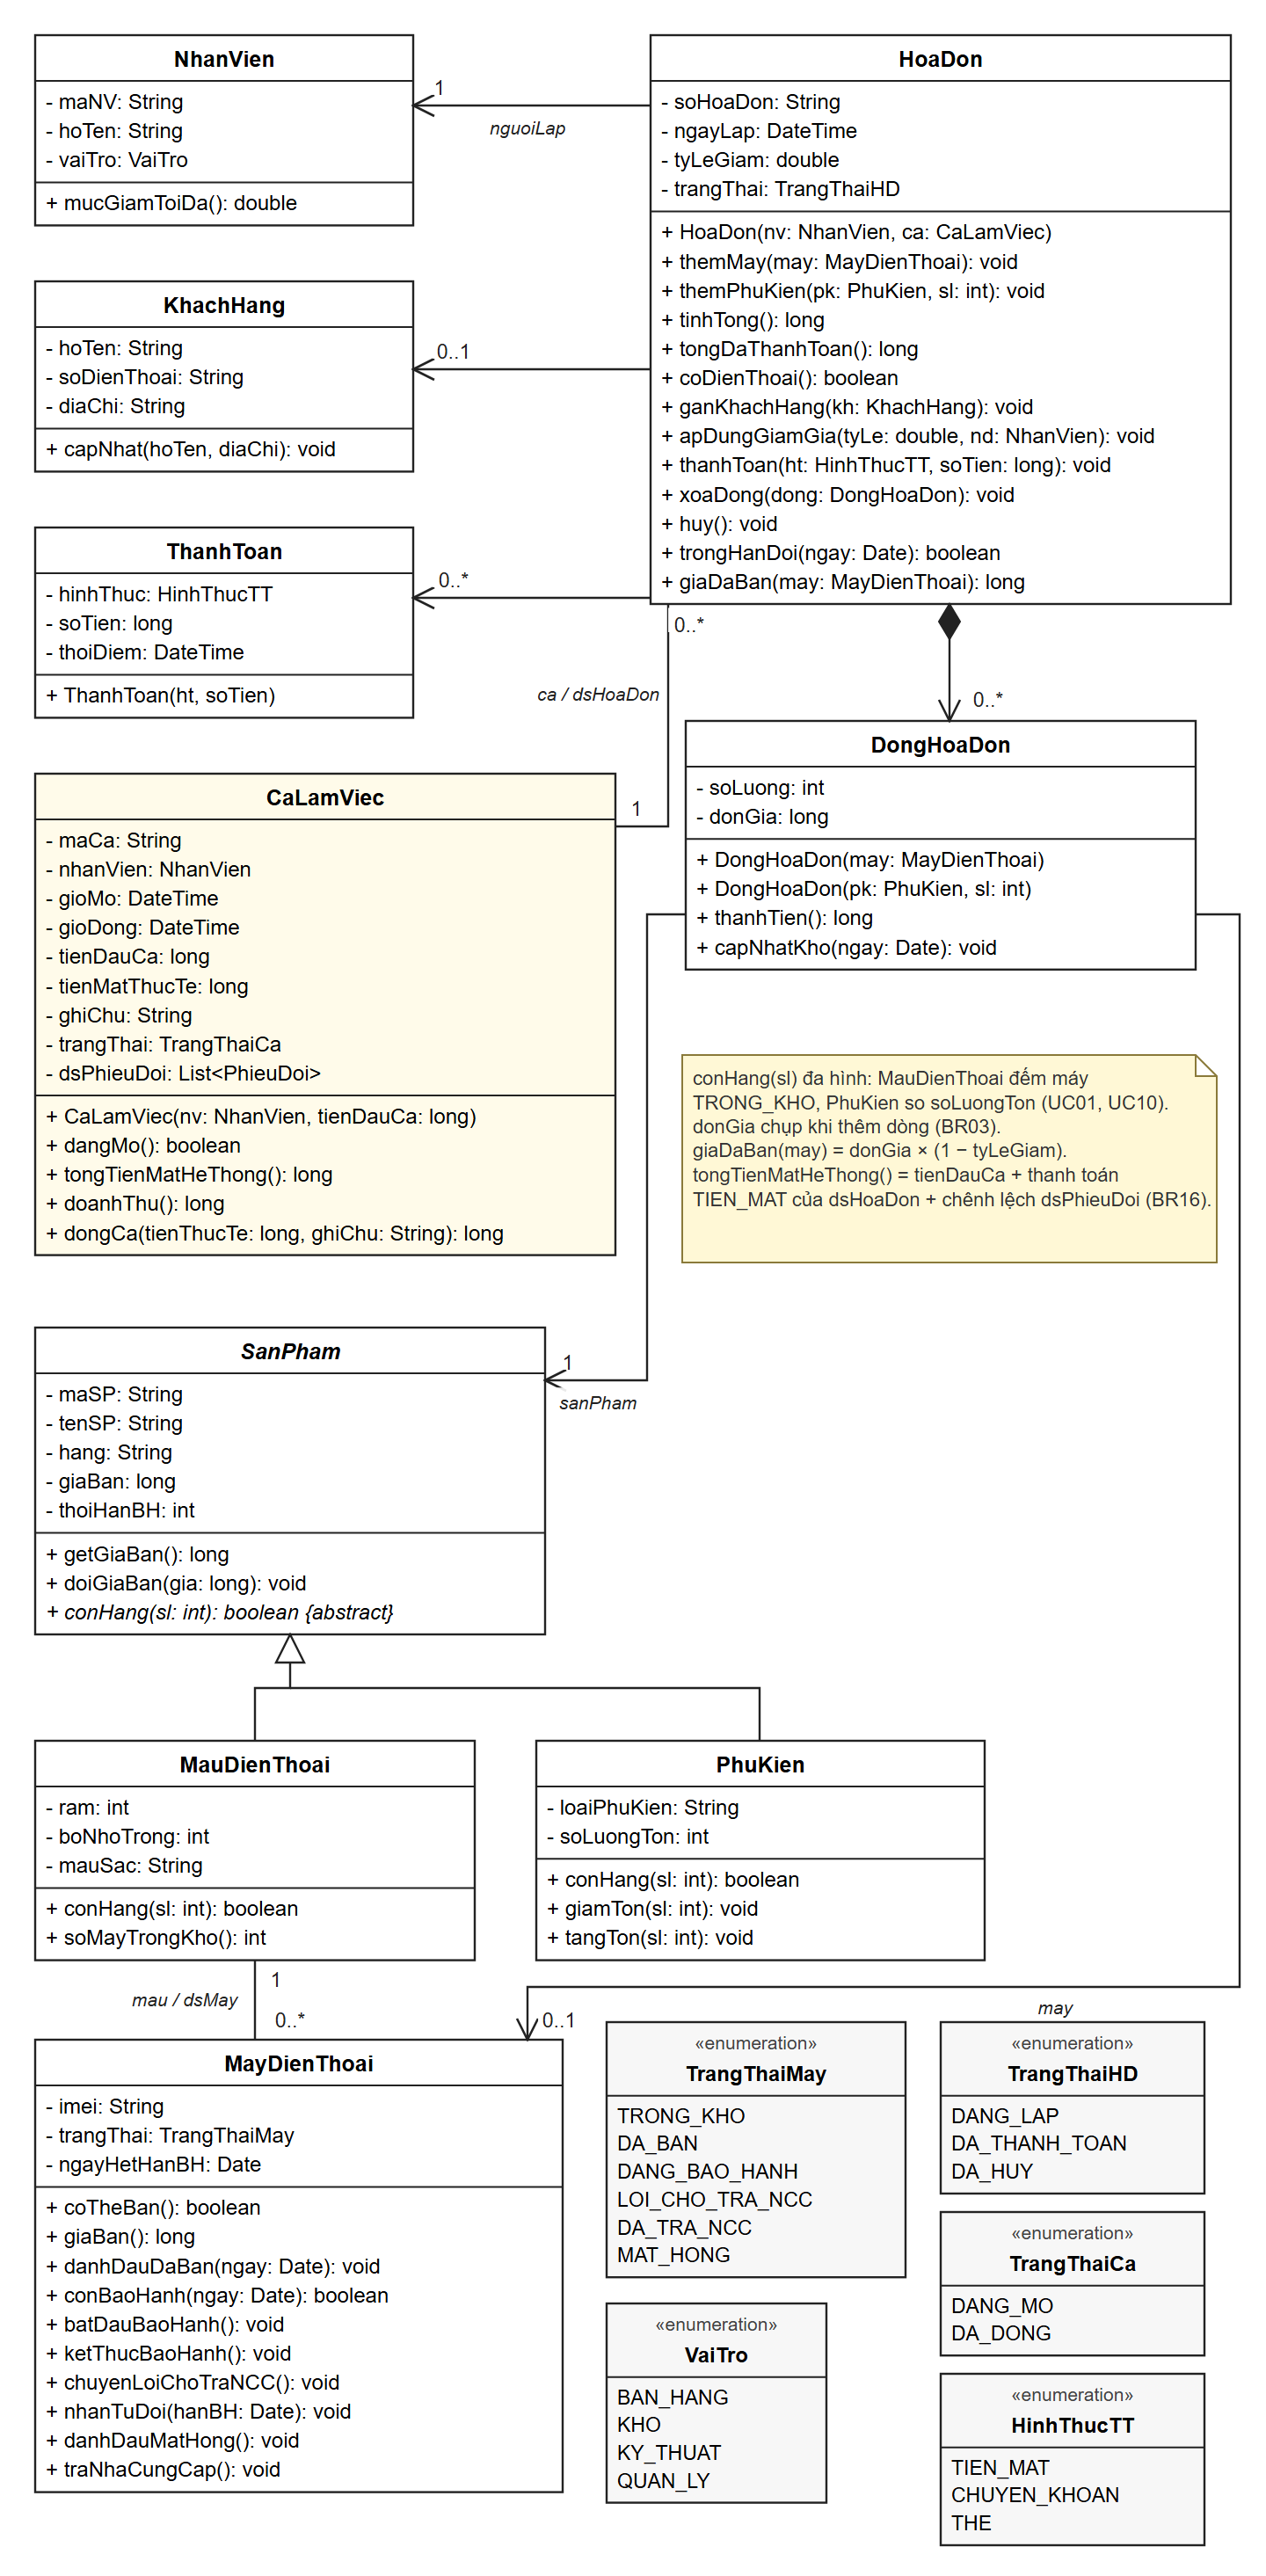 NhanVien
- maNV: String
- hoTen: String
- vaiTro: VaiTro
+ mucGiamToiDa(): double
1
nguoiLap
HoaDon
- soHoaDon: String
- ngayLap: DateTime
- tyLeGiam: double
- trangThai: TrangThaiHD
+ HoaDon(nv: NhanVien, ca: CaLamViec)
+ themMay(may: MayDienThoai): void
+ themPhuKien(pk: PhuKien, sl: int): void
+ tinhTong(): long
+ tongDaThanhToan(): long
+ coDienThoai(): boolean
+ ganKhachHang(kh: KhachHang): void
+ apDungGiamGia(tyLe: double, nd: NhanVien): void
+ thanhToan(ht: HinhThucTT, soTien: long): void
+ xoaDong(dong: DongHoaDon): void
+ huy(): void
+ trongHanDoi(ngay: Date): boolean
+ giaDaBan(may: MayDienThoai): long
KhachHang
- hoTen: String
- soDienThoai: String
- diaChi: String
+ capNhat(hoTen, diaChi): void
0..1
ThanhToan
- hinhThuc: HinhThucTT
- soTien: long
- thoiDiem: DateTime
+ ThanhToan(ht, soTien)
0..*
0..*
ca / dsHoaDon
1
0..*
DongHoaDon
- soLuong: int
- donGia: long
+ DongHoaDon(may: MayDienThoai)
+ DongHoaDon(pk: PhuKien, sl: int)
+ thanhTien(): long
+ capNhatKho(ngay: Date): void
CaLamViec
- maCa: String
- nhanVien: NhanVien
- gioMo: DateTime
- gioDong: DateTime
- tienDauCa: long
- tienMatThucTe: long
- ghiChu: String
- trangThai: TrangThaiCa
- dsPhieuDoi: List<PhieuDoi>
+ CaLamViec(nv: NhanVien, tienDauCa: long)
+ dangMo(): boolean
+ tongTienMatHeThong(): long
+ doanhThu(): long
+ dongCa(tienThucTe: long, ghiChu: String): long
conHang(sl) đa hình: MauDienThoai đếm máy
TRONG_KHO, PhuKien so soLuongTon (UC01, UC10).
donGia chụp khi thêm dòng (BR03).
giaDaBan(may) = donGia × (1 − tyLeGiam).
tongTienMatHeThong() = tienDauCa + thanh toán
TIEN_MAT của dsHoaDon + chênh lệch dsPhieuDoi (BR16).
SanPham
- maSP: String
- tenSP: String
- hang: String
- giaBan: long
- thoiHanBH: int
+ getGiaBan(): long
+ doiGiaBan(gia: long): void
+ conHang(sl: int): boolean {abstract}
1
sanPham
MauDienThoai
- ram: int
- boNhoTrong: int
- mauSac: String
+ conHang(sl: int): boolean
+ soMayTrongKho(): int
PhuKien
- loaiPhuKien: String
- soLuongTon: int
+ conHang(sl: int): boolean
+ giamTon(sl: int): void
+ tangTon(sl: int): void
1
mau / dsMay
0..*
0..1
may
MayDienThoai
- imei: String
- trangThai: TrangThaiMay
- ngayHetHanBH: Date
+ coTheBan(): boolean
+ giaBan(): long
+ danhDauDaBan(ngay: Date): void
+ conBaoHanh(ngay: Date): boolean
+ batDauBaoHanh(): void
+ ketThucBaoHanh(): void
+ chuyenLoiChoTraNCC(): void
+ nhanTuDoi(hanBH: Date): void
+ danhDauMatHong(): void
+ traNhaCungCap(): void
«enumeration»
TrangThaiMay
TRONG_KHO
DA_BAN
DANG_BAO_HANH
LOI_CHO_TRA_NCC
DA_TRA_NCC
MAT_HONG
«enumeration»
VaiTro
BAN_HANG
KHO
KY_THUAT
QUAN_LY
«enumeration»
TrangThaiHD
DANG_LAP
DA_THANH_TOAN
DA_HUY
«enumeration»
TrangThaiCa
DANG_MO
DA_DONG
«enumeration»
HinhThucTT
TIEN_MAT
CHUYEN_KHOAN
THE